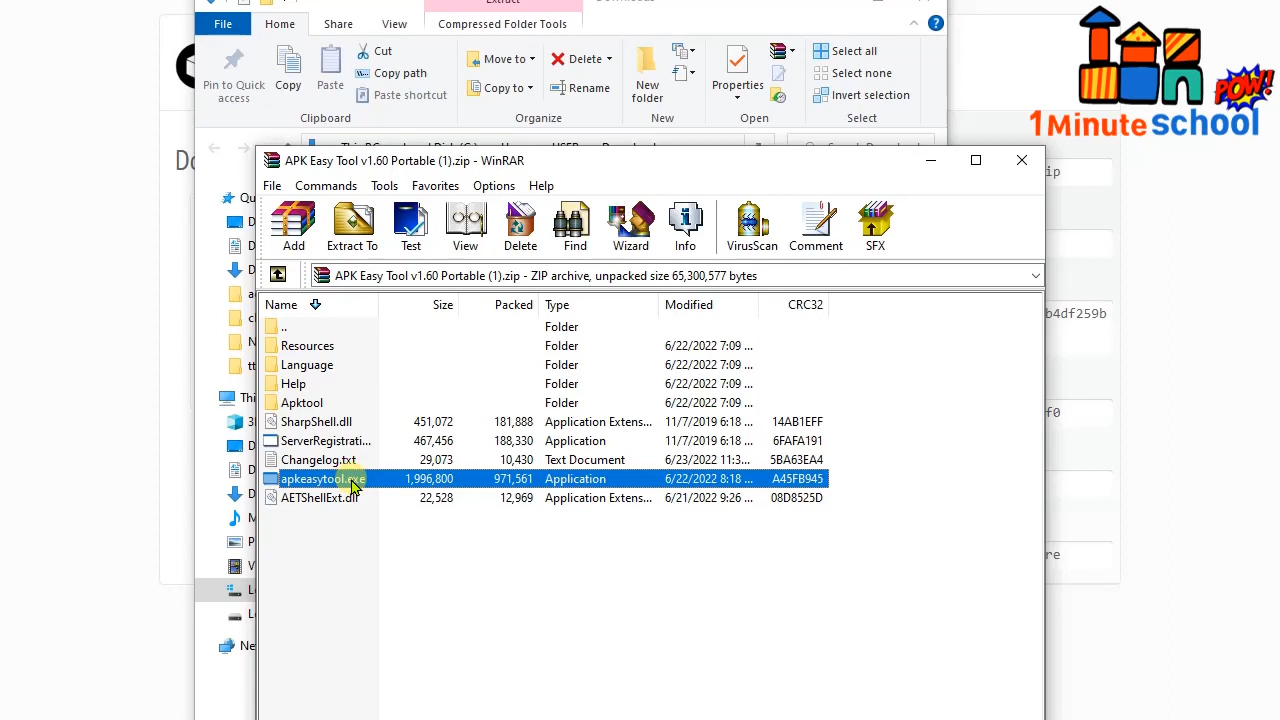 Extract
File Home Share View Compressed Folder Tools
Pin to Quick access
Copy
Paste
Cut
Copy path
Paste shortcut
Clipboard
Move to
Copy to
Delete
Rename
Organize
New folder
New
Properties
Open
Select all
Select none
Invert selection
Select
POW!
1 Minute School
APK Easy Tool v1.60 Portable (1).zip - WinRAR
File Commands Tools Favorites Options Help
Add Extract To Test View Delete Find Wizard Info VirusScan Comment SFX
APK Easy Tool v1.60 Portable (1).zip - ZIP archive, unpacked size 65,300,577 bytes
Name Size Packed Type Modified CRC32
.. Folder
Resources Folder 6/22/2022 7:09 ...
Language Folder 6/22/2022 7:09 ...
Help Folder 6/22/2022 7:09 ...
Apktool Folder 6/22/2022 7:09 ...
SharpShell.dll 451,072 181,888 Application Extens... 11/7/2019 6:18 ... 14AB1EFF
ServerRegistrati... 467,456 188,330 Application 11/7/2019 6:18 ... 6FAFA191
Changelog.txt 29,073 10,430 Text Document 6/23/2022 11:3... 5BA63EA4
apkeasytool.exe 1,996,800 971,561 Application 6/22/2022 8:18 ... A45FB945
AETShellExt.dll 22,528 12,969 Application Extens... 6/21/2022 9:26 ... 08D8525D
ip
b4df259b
f0
re